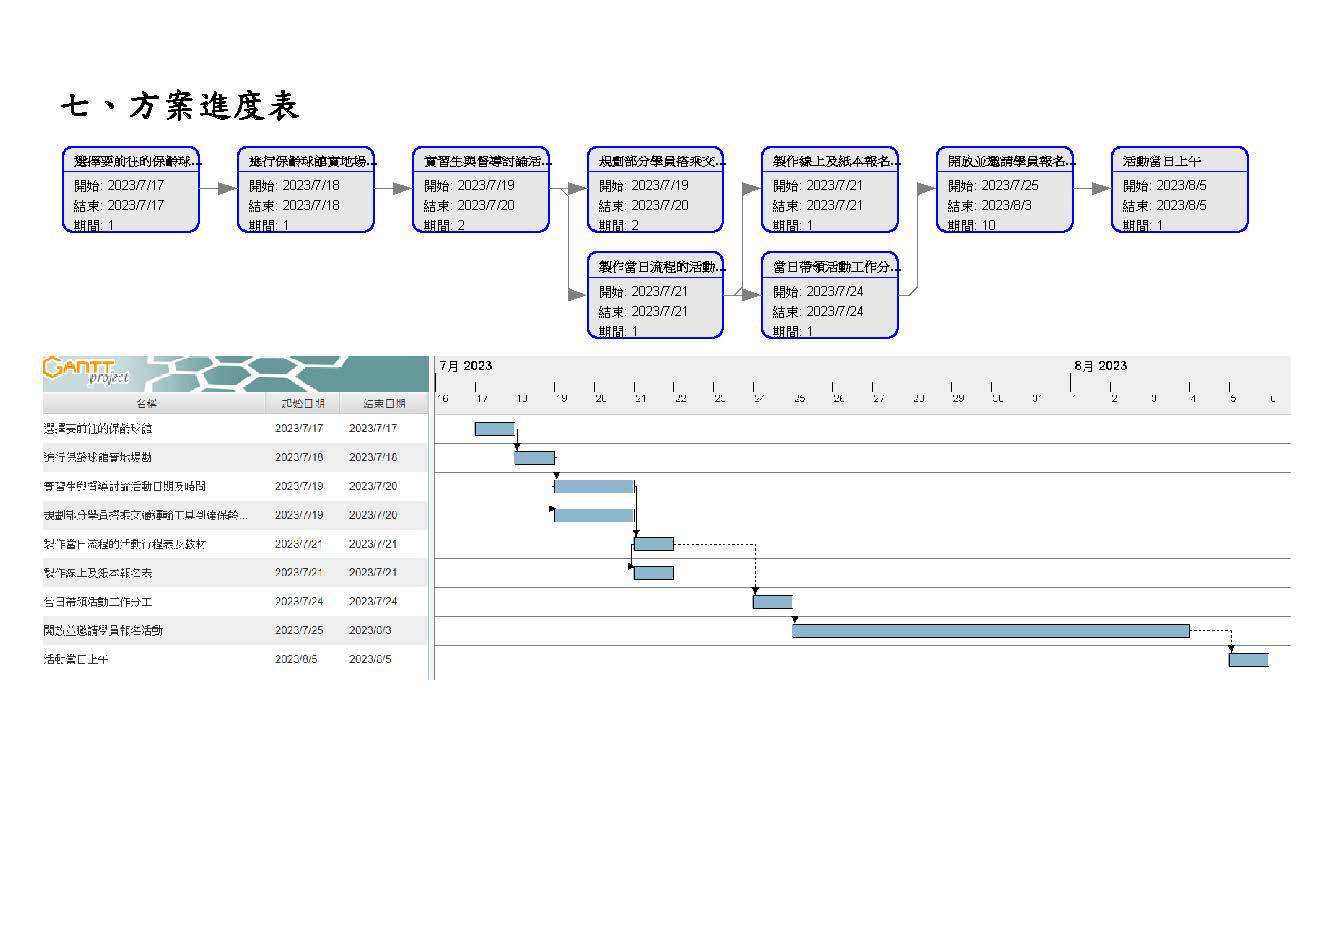 七、方案進度表
選擇要前往的保齡球...
開始: 2023/7/17
結束: 2023/7/17
期間: 1
進行保齡球館實地場...
開始: 2023/7/18
結束: 2023/7/18
期間: 1
實習生與督導討論活...
開始: 2023/7/19
結束: 2023/7/20
期間: 2
規劃部分學員搭乘交...
開始: 2023/7/19
結束: 2023/7/20
期間: 2
製作線上及紙本報名...
開始: 2023/7/21
結束: 2023/7/21
期間: 1
開放並邀請學員報名...
開始: 2023/7/25
結束: 2023/8/3
期間: 10
活動當日上午
開始: 2023/8/5
結束: 2023/8/5
期間: 1
製作當日流程的活動...
開始: 2023/7/21
結束: 2023/7/21
期間: 1
當日帶領活動工作分...
開始: 2023/7/24
結束: 2023/7/24
期間: 1
GANTT
project
7月 2023 8月 2023
16 17 18 19 20 21 22 23 24 25 26 27 28 29 30 31 1 2 3 4 5 6
名稱 起始日期 結束日期
選擇要前往的保齡球館 2023/7/17 2023/7/17
進行保齡球館實地場勘 2023/7/18 2023/7/18
實習生與督導討論活動日期及時間 2023/7/19 2023/7/20
規劃部分學員搭乘交通運輸工具到達保齡... 2023/7/19 2023/7/20
製作當日流程的活動行程表及教材 2023/7/21 2023/7/21
製作線上及紙本報名表 2023/7/21 2023/7/21
當日帶領活動工作分工 2023/7/24 2023/7/24
開放並邀請學員報名活動 2023/7/25 2023/8/3
活動當日上午 2023/8/5 2023/8/5